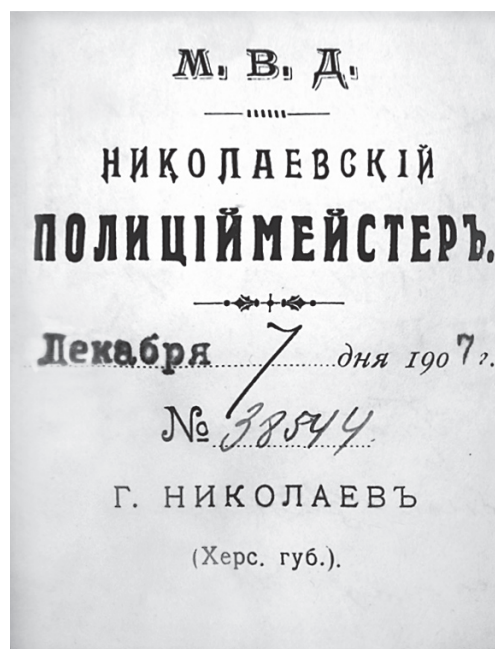 М. В. Д.
НИКОЛАЕВСКІЙ
ПОЛИЦІЙМЕЙСТЕРЪ.
Декабря 7 дня 1907 г.
№ 38544
Г. НИКОЛАЕВЪ
(Херс. губ.).